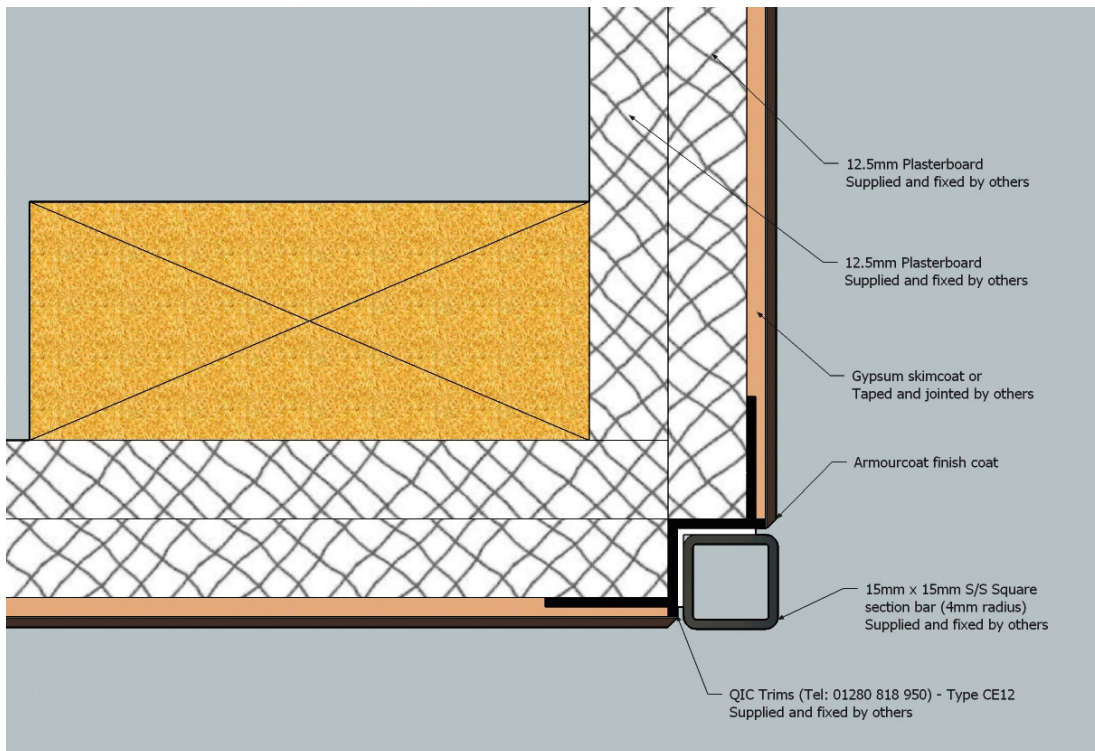 12.5mm Plasterboard
Supplied and fixed by others
12.5mm Plasterboard
Supplied and fixed by others
Gypsum skimcoat or
Taped and jointed by others
Armourcoat finish coat
15mm x 15mm S/S Square
section bar (4mm radius)
Supplied and fixed by others
QIC Trims (Tel: 01280 818 950) - Type CE12
Supplied and fixed by others